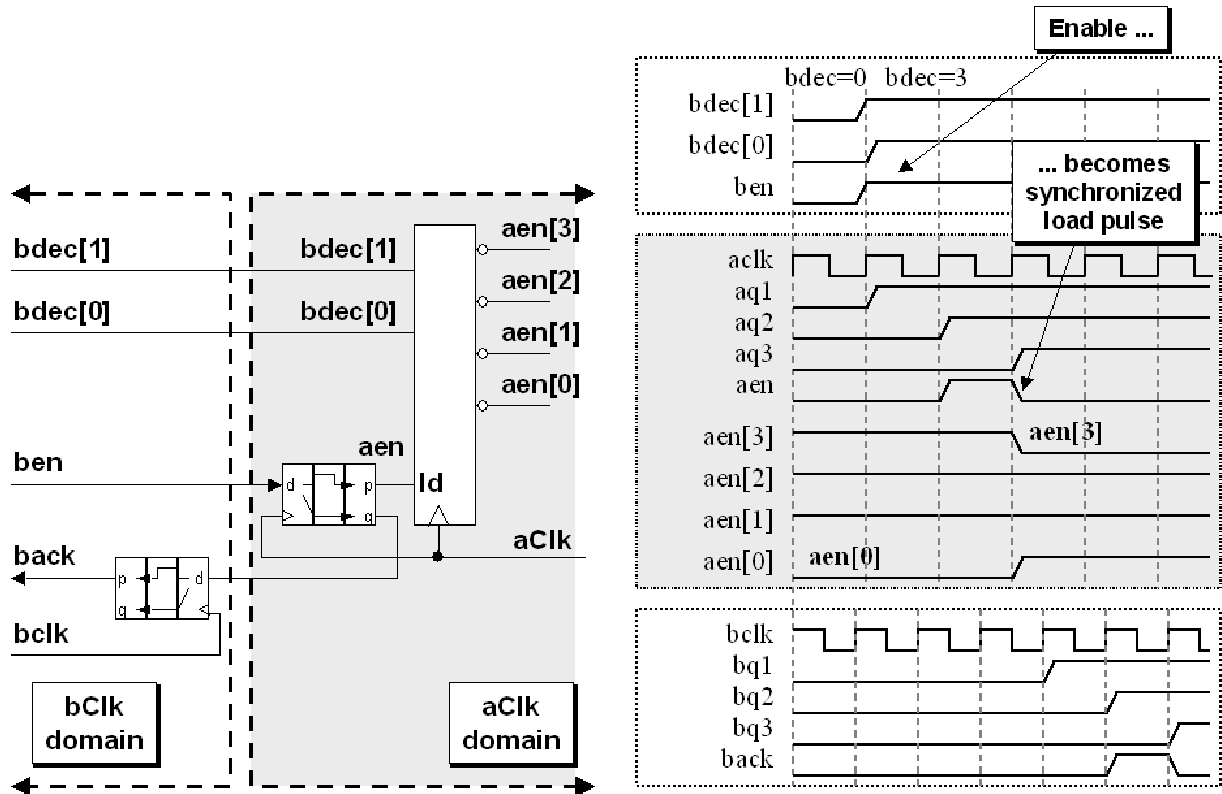 bdec[1]
bdec[1]
bdec[0]
bdec[0]
aen[3]
aen[2]
aen[1]
aen[0]
aen
ben
d
p
q
ld
aClk
back
p
d
q
bclk
bClk
domain
aClk
domain
Enable ...
bdec=0 bdec=3
bdec[1]
bdec[0]
ben
... becomes
synchronized
load pulse
aclk
aq1
aq2
aq3
aen
aen[3]
aen[3]
aen[2]
aen[1]
aen[0]
aen[0]
bclk
bq1
bq2
bq3
back